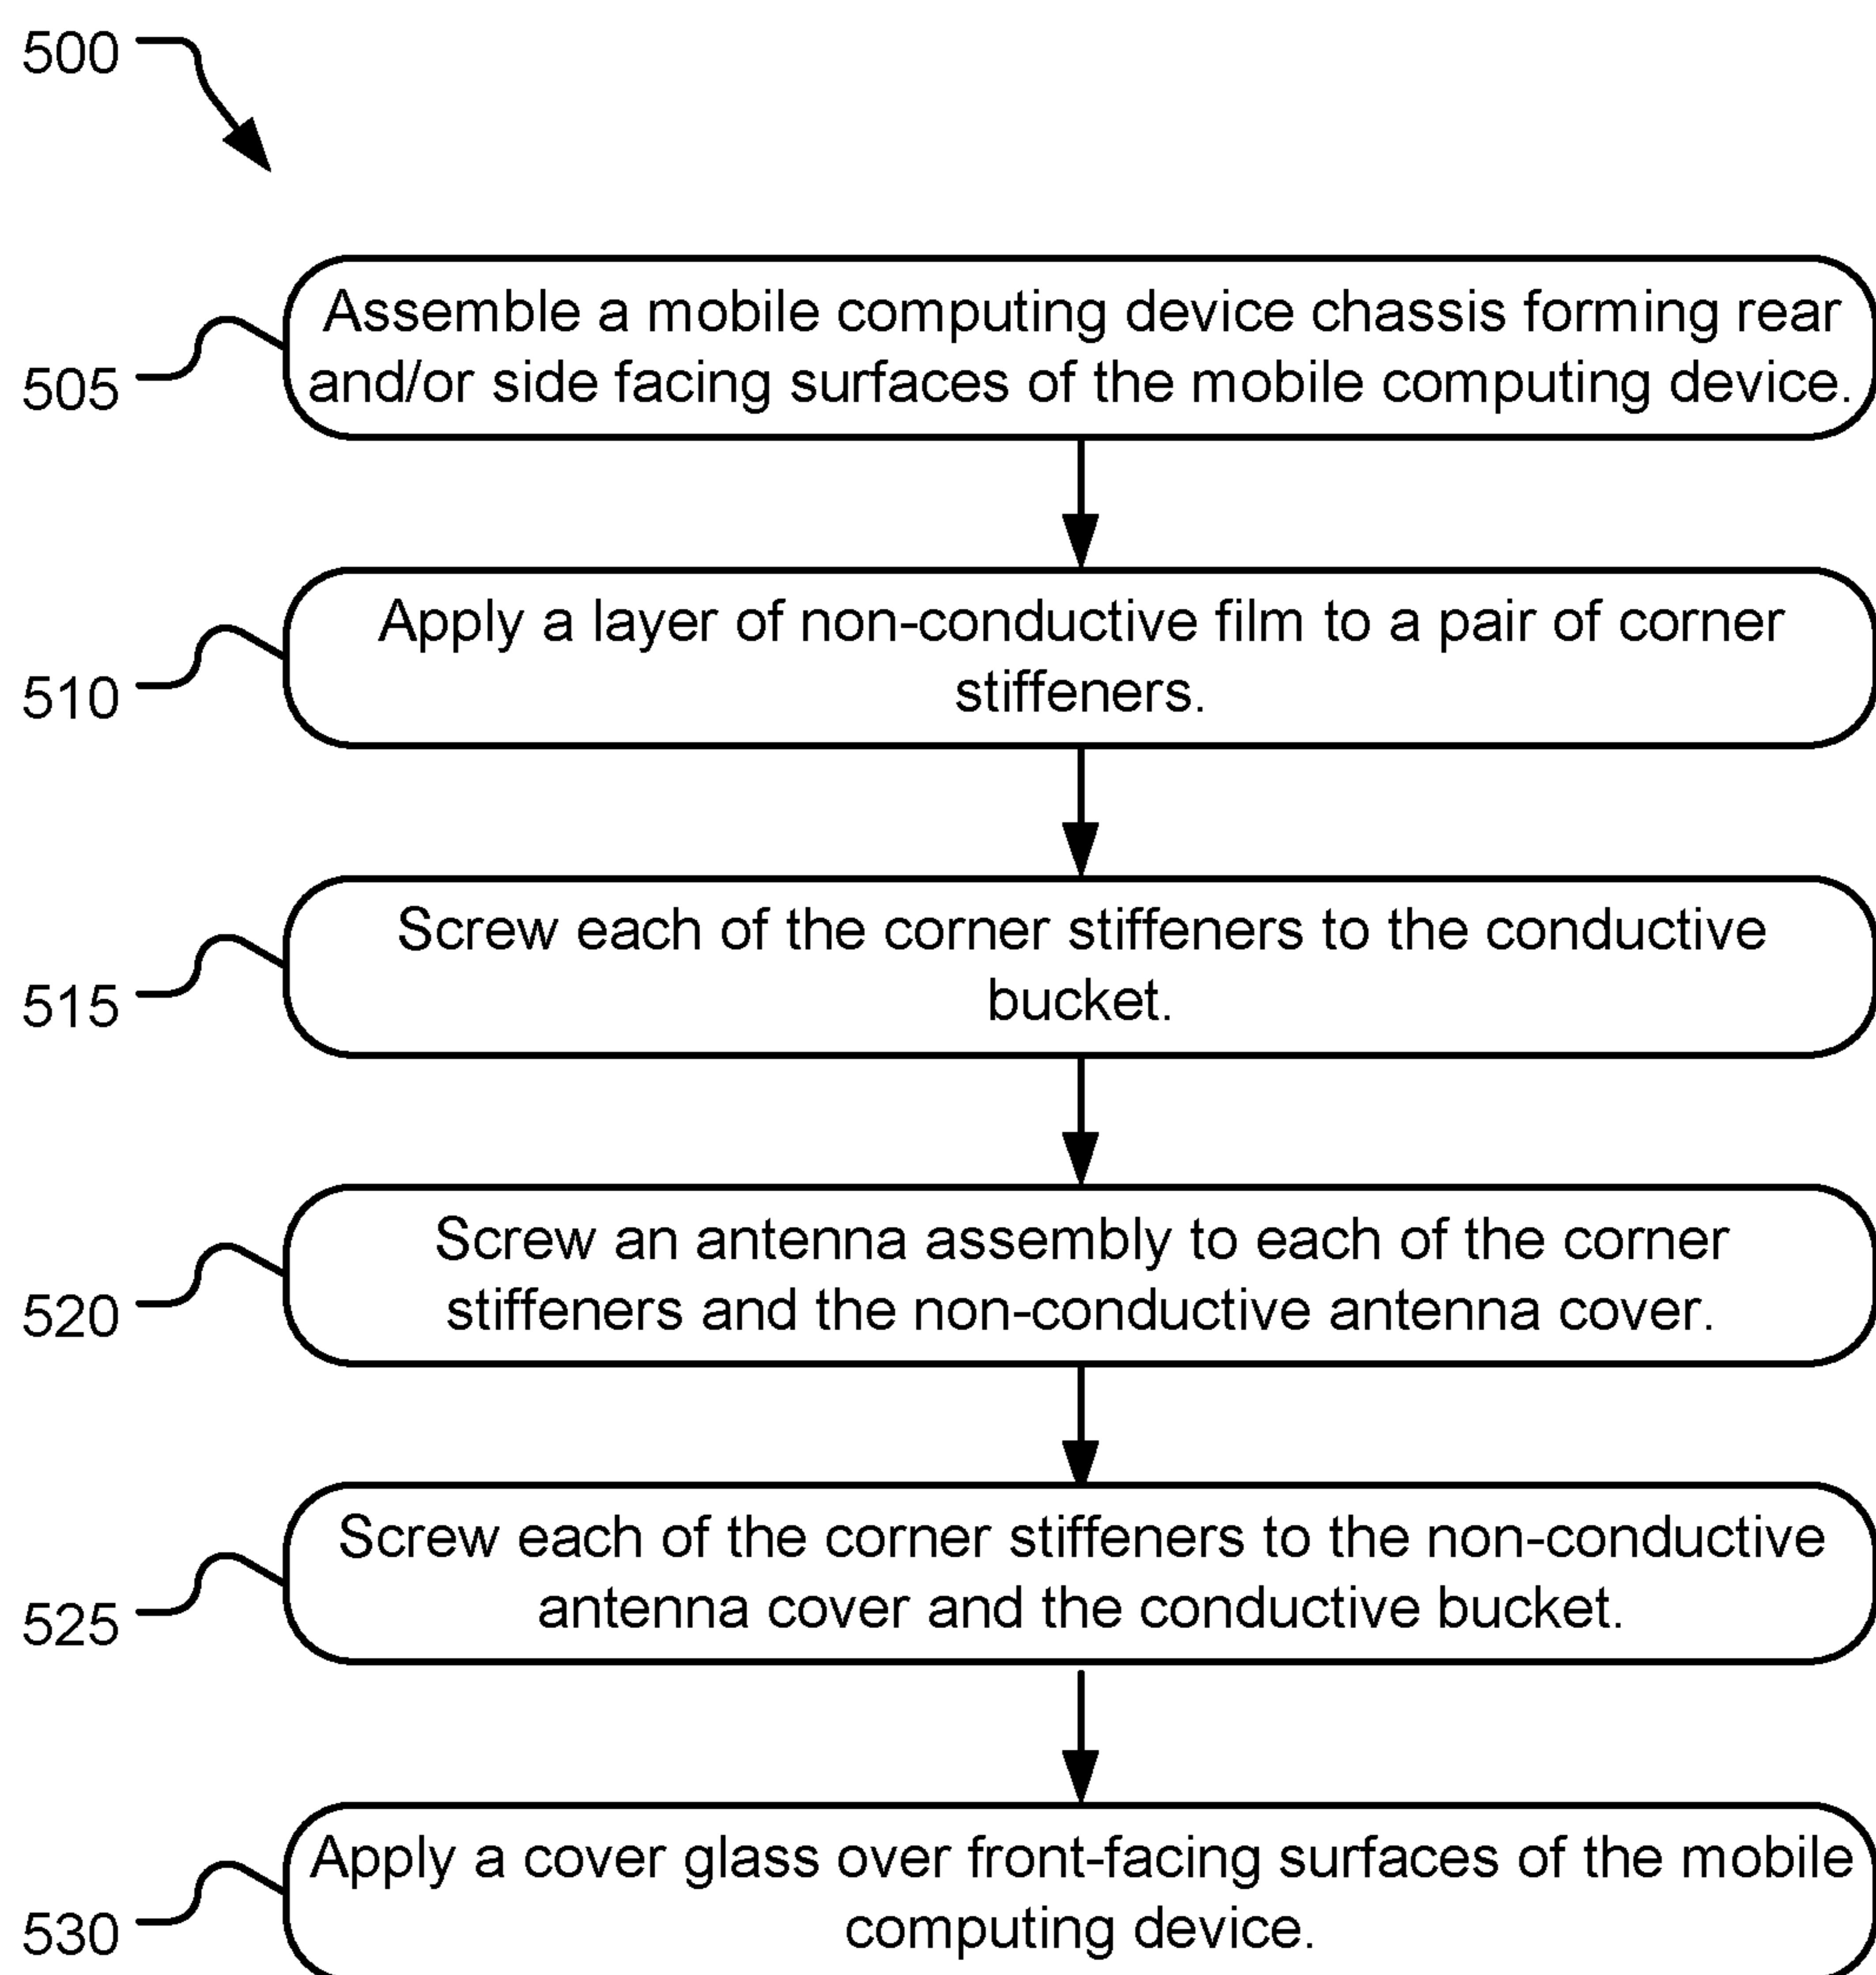 500
Assemble a mobile computing device chassis forming rear
and/or side facing surfaces of the mobile computing device.
505
Apply a layer of non-conductive film to a pair of corner
stiffeners.
510
Screw each of the corner stiffeners to the conductive
bucket.
515
Screw an antenna assembly to each of the corner
stiffeners and the non-conductive antenna cover.
520
Screw each of the corner stiffeners to the non-conductive
antenna cover and the conductive bucket.
525
Apply a cover glass over front-facing surfaces of the mobile
computing device.
530